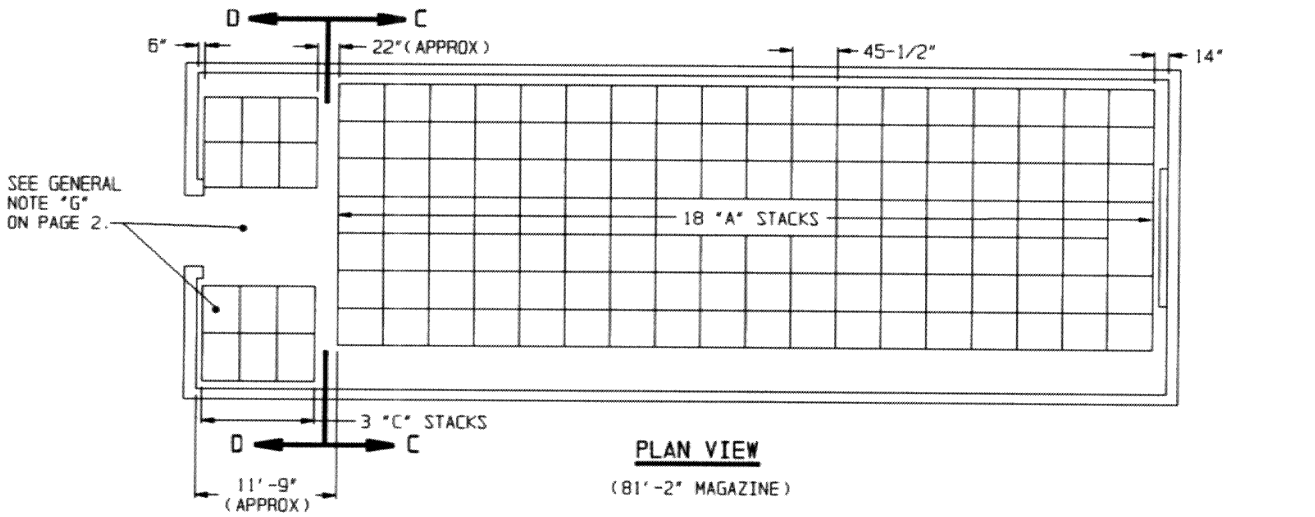 D C
6" 22"(APPROX) 45-1/2" 14"
SEE GENERAL
NOTE "G"
ON PAGE 2.
18 "A" STACKS
3 "C" STACKS
D C
PLAN VIEW
11'-9"
(APPROX)
(81'-2" MAGAZINE)